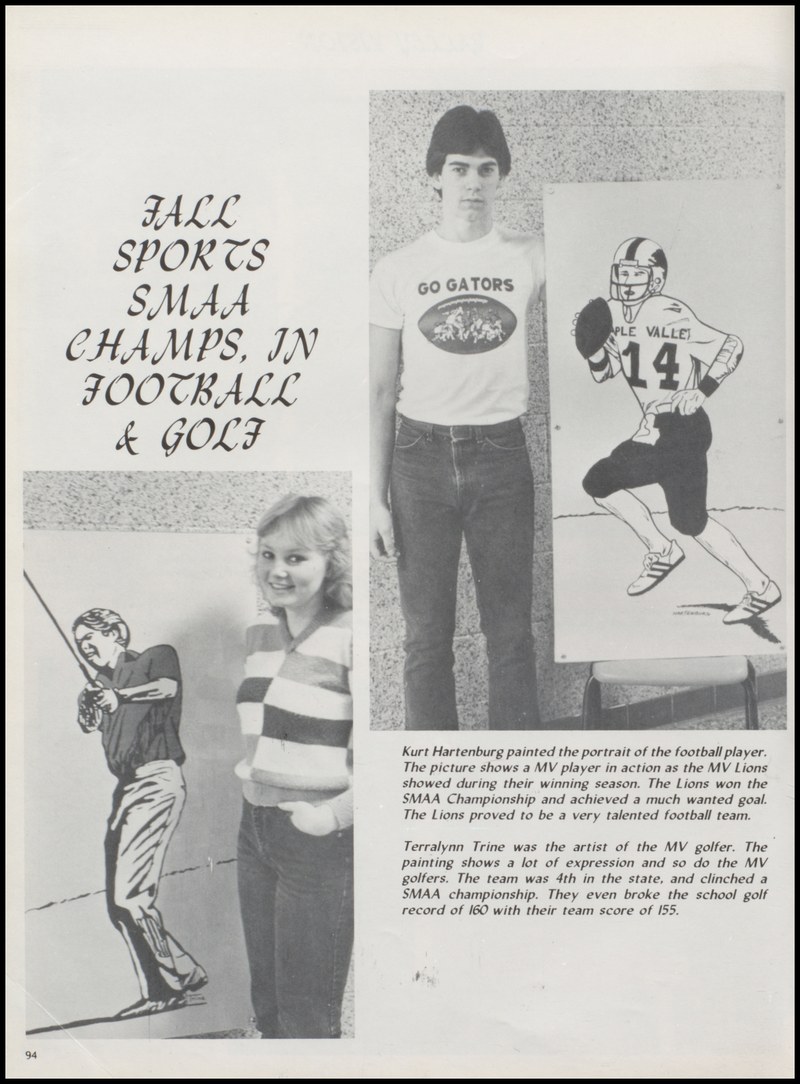 FALL
SPORTS
SMAA
CHAMPS, IN
FOOTBALL
& GOLF
GO GATORS
PLE VALLE
14
HARTENBURG
Kurt Hartenburg painted the portrait of the football player.
The picture shows a MV player in action as the MV Lions
showed during their winning season. The Lions won the
SMAA Championship and achieved a much wanted goal.
The Lions proved to be a very talented football team.
Terralynn Trine was the artist of the MV golfer. The
painting shows a lot of expression and so do the MV
golfers. The team was 4th in the state, and clinched a
SMAA championship. They even broke the school golf
record of 160 with their team score of 155.
94